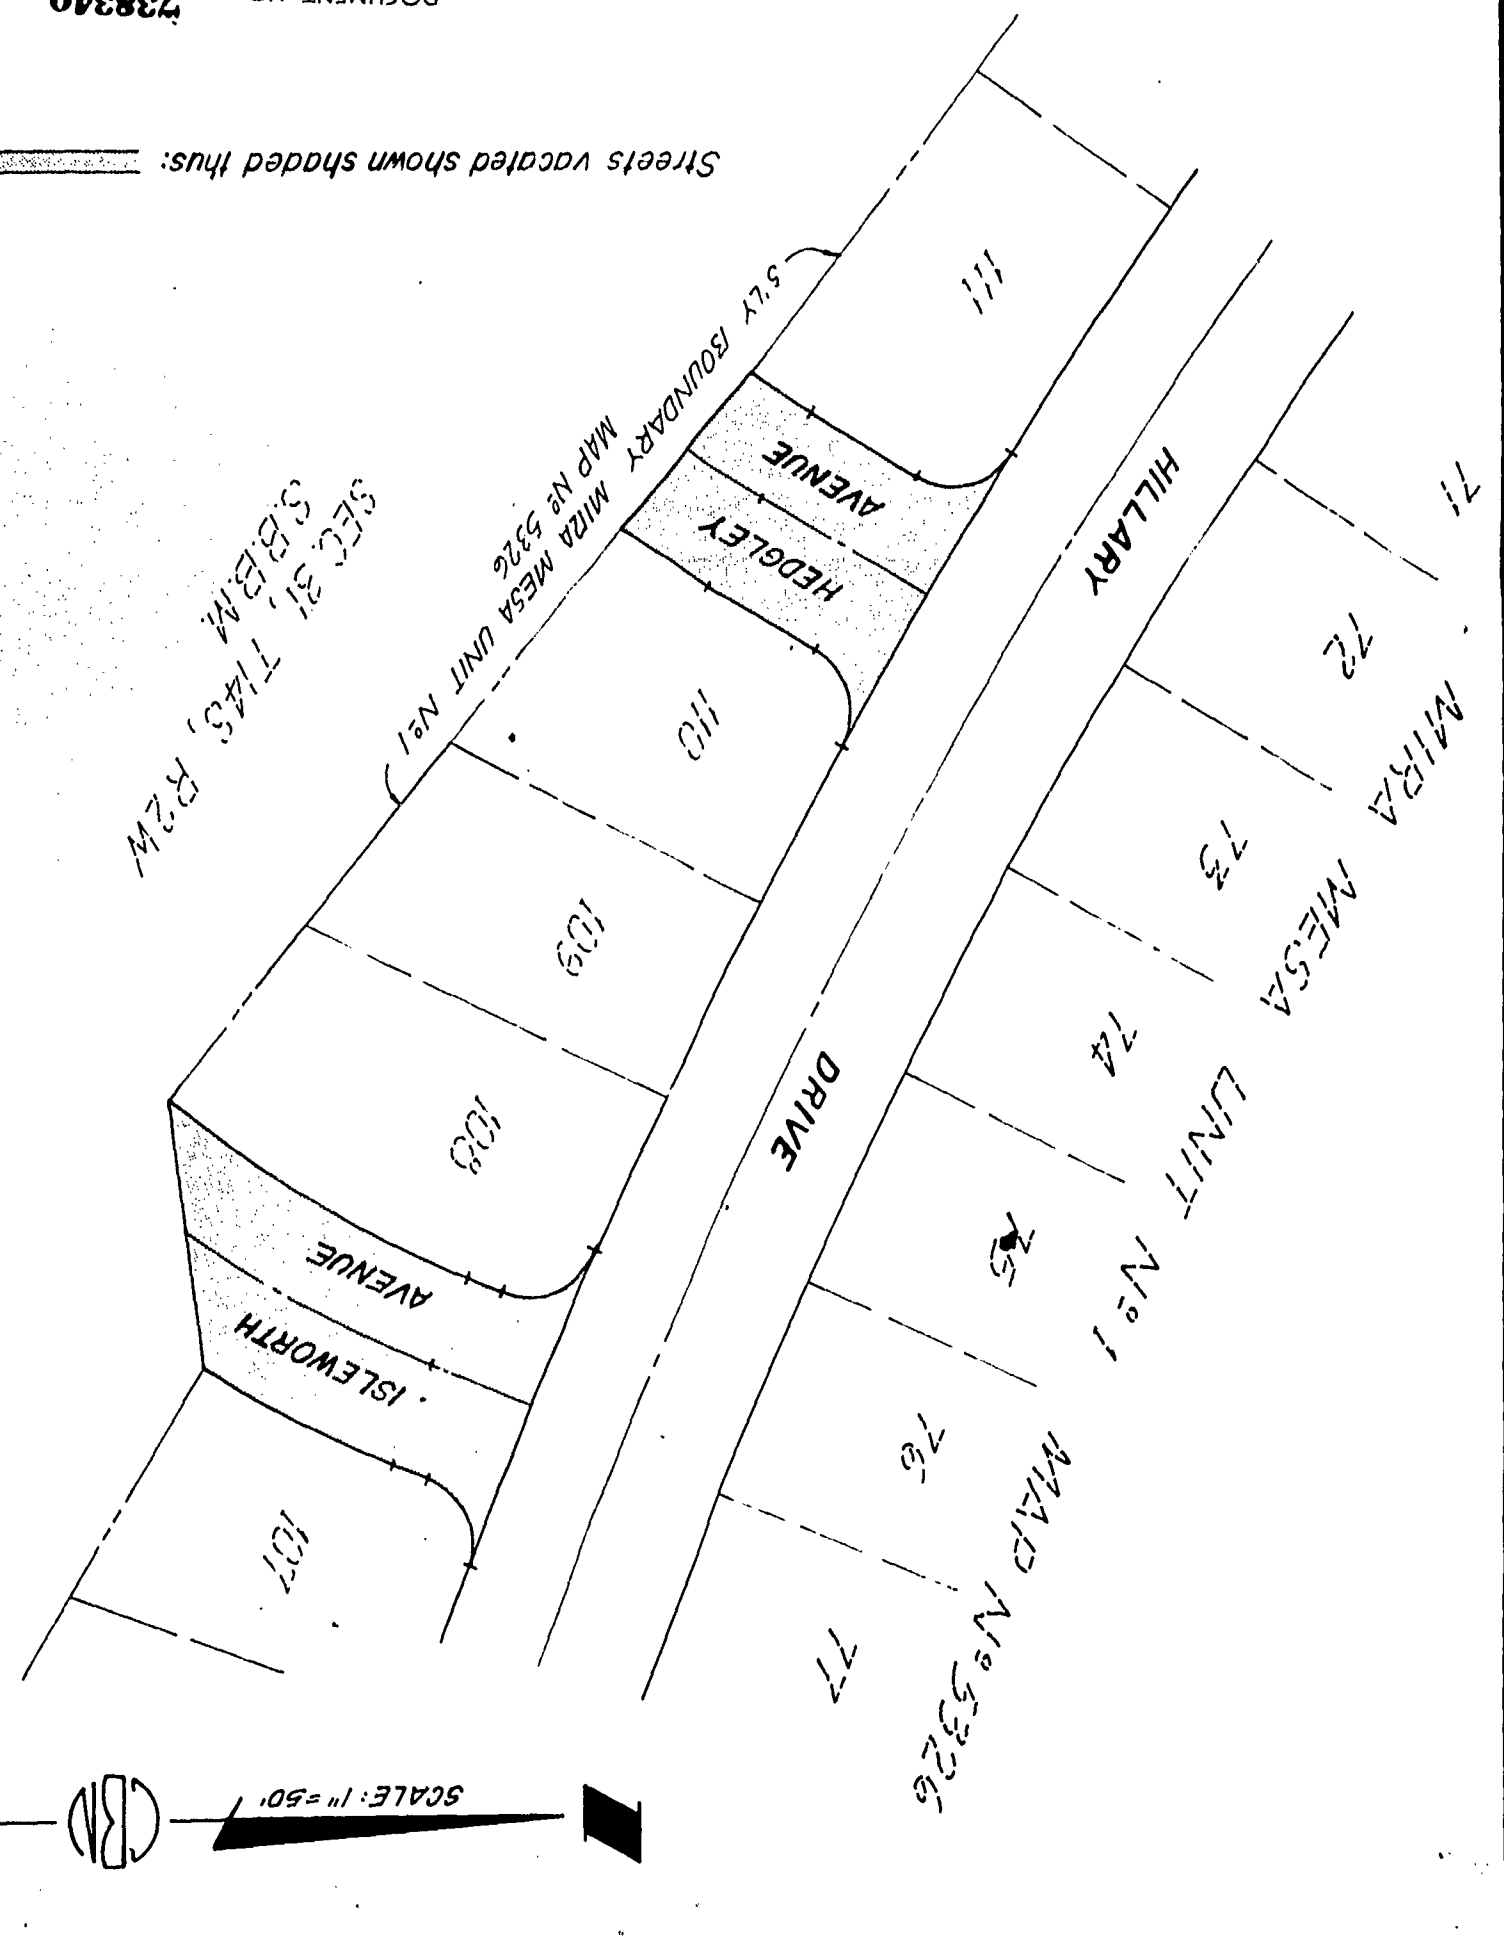 SCALE: 1"=50'
MIRA MESA UNIT Nº 1 MAP Nº 5326
77
76
75
74
73
72
71
HILLARY DRIVE
107
ISLEWORTH
AVENUE
108
109
110
HEDGLEY
AVENUE
111
S'LY BOUNDARY MIRA MESA UNIT Nº 1
MAP Nº 5326
SEC. 31, T14S, R2W
S.B.B.M.
Streets vacated shown shaded thus:
738340